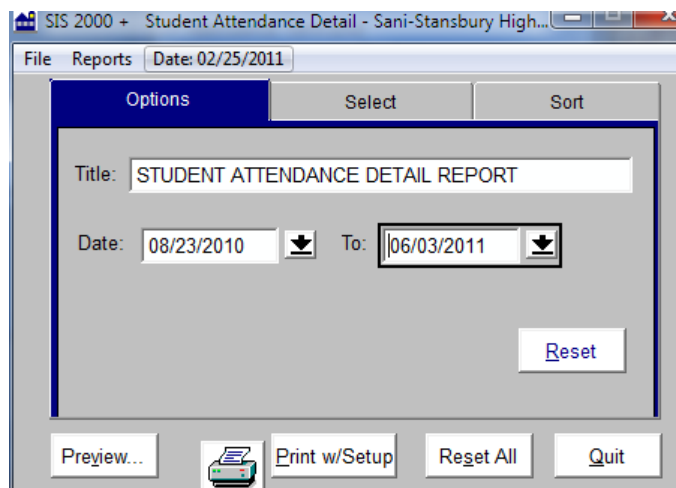 SIS 2000 + Student Attendance Detail - Sani-Stansbury High...
File Reports Date: 02/25/2011
Options Select Sort
Title: STUDENT ATTENDANCE DETAIL REPORT
Date: 08/23/2010 To: 06/03/2011
Reset
Preview... Print w/Setup Reset All Quit